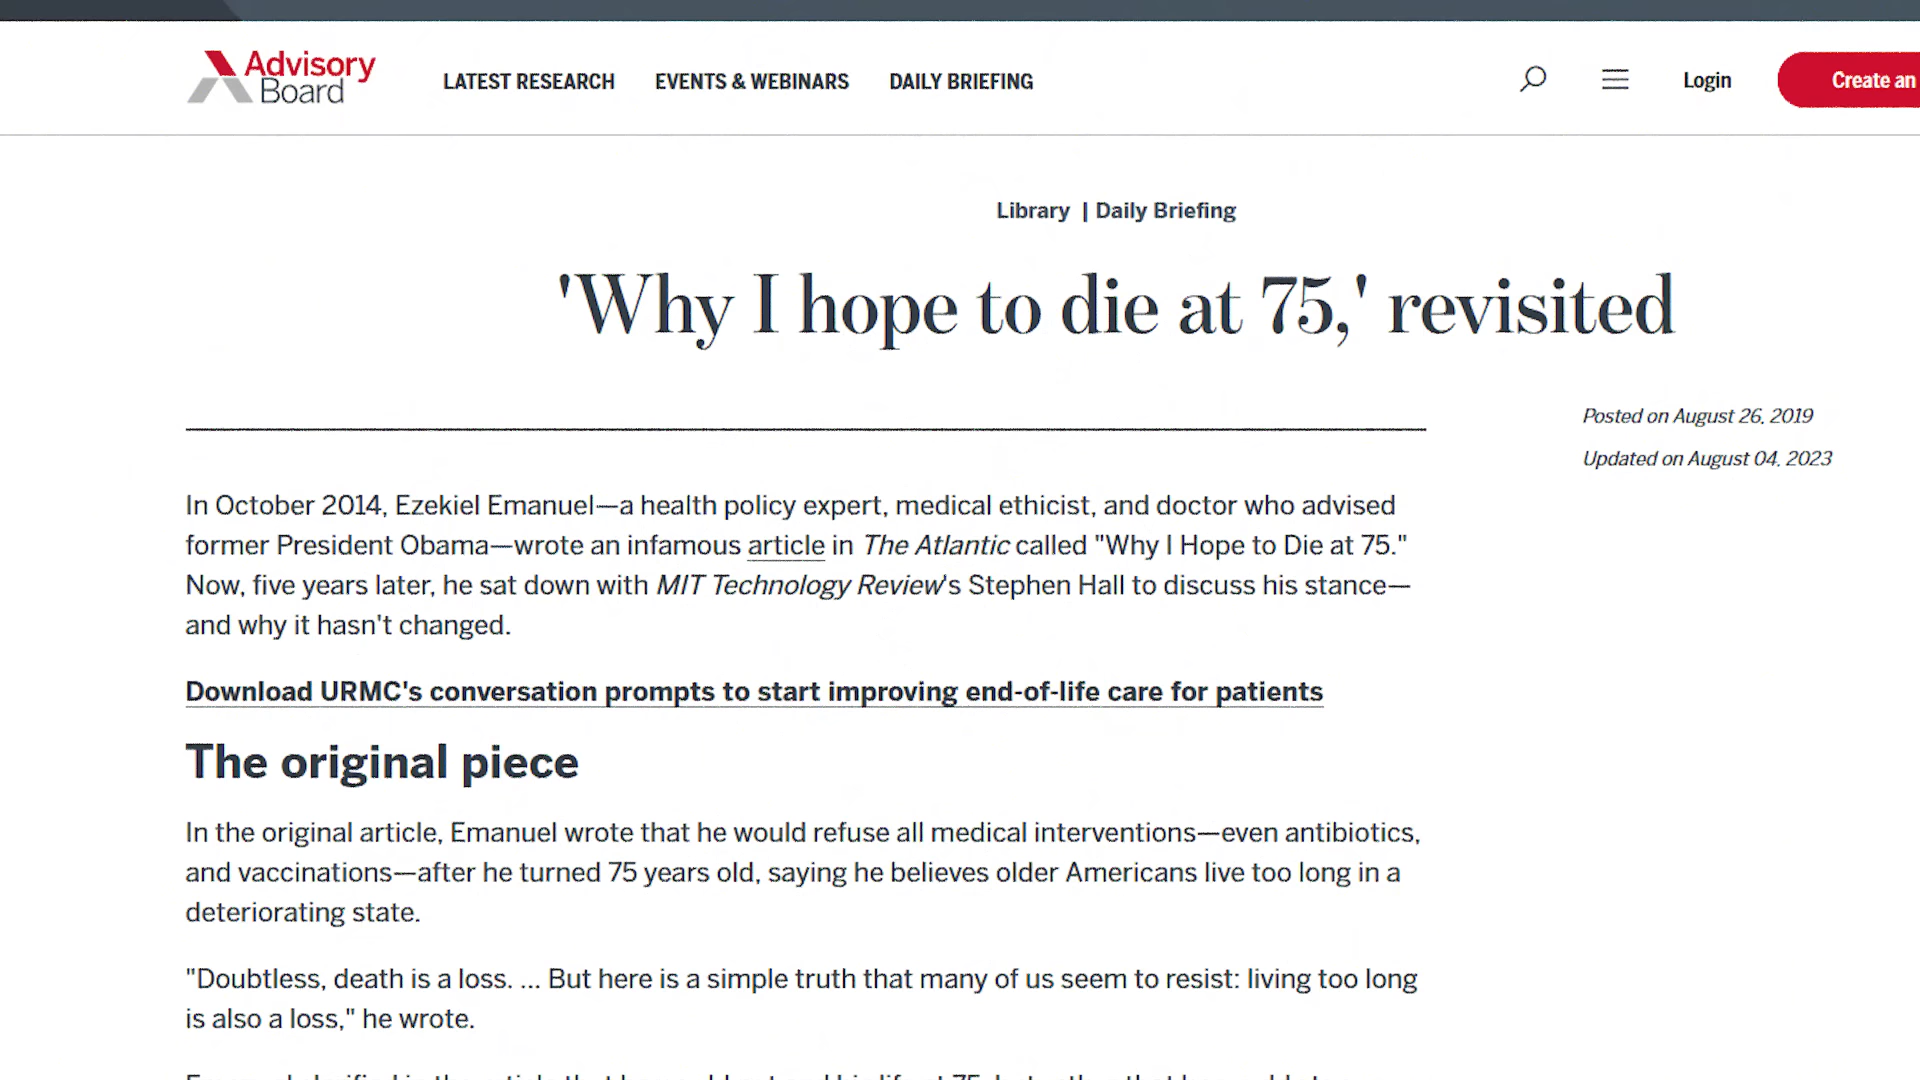 Advisory
Board
LATEST RESEARCH
EVENTS & WEBINARS
DAILY BRIEFING
Login
Create an
Library | Daily Briefing
'Why I hope to die at 75,' revisited
Posted on August 26, 2019
Updated on August 04, 2023
In October 2014, Ezekiel Emanuel—a health policy expert, medical ethicist, and doctor who advised
former President Obama—wrote an infamous article in The Atlantic called "Why I Hope to Die at 75."
Now, five years later, he sat down with MIT Technology Review's Stephen Hall to discuss his stance—
and why it hasn't changed.
Download URMC's conversation prompts to start improving end-of-life care for patients
The original piece
In the original article, Emanuel wrote that he would refuse all medical interventions—even antibiotics,
and vaccinations—after he turned 75 years old, saying he believes older Americans live too long in a
deteriorating state.
"Doubtless, death is a loss. ... But here is a simple truth that many of us seem to resist: living too long
is also a loss," he wrote.